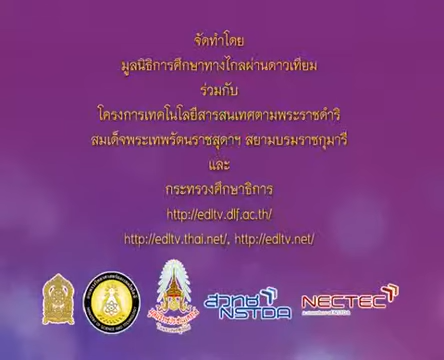 จัดทำโดย
มูลนิธิการศึกษาทางไกลผ่านดาวเทียม
ร่วมกับ
โครงการเทคโนโลยีสารสนเทศตามพระราชดำริ
สมเด็จพระเทพรัตนราชสุดาฯ สยามบรมราชกุมารี
และ
กระทรวงศึกษาธิการ
http://edltv.dlf.ac.th/
http://edltv.thai.net/, http://edltv.net/
สวทช
NSTDA
NECTEC